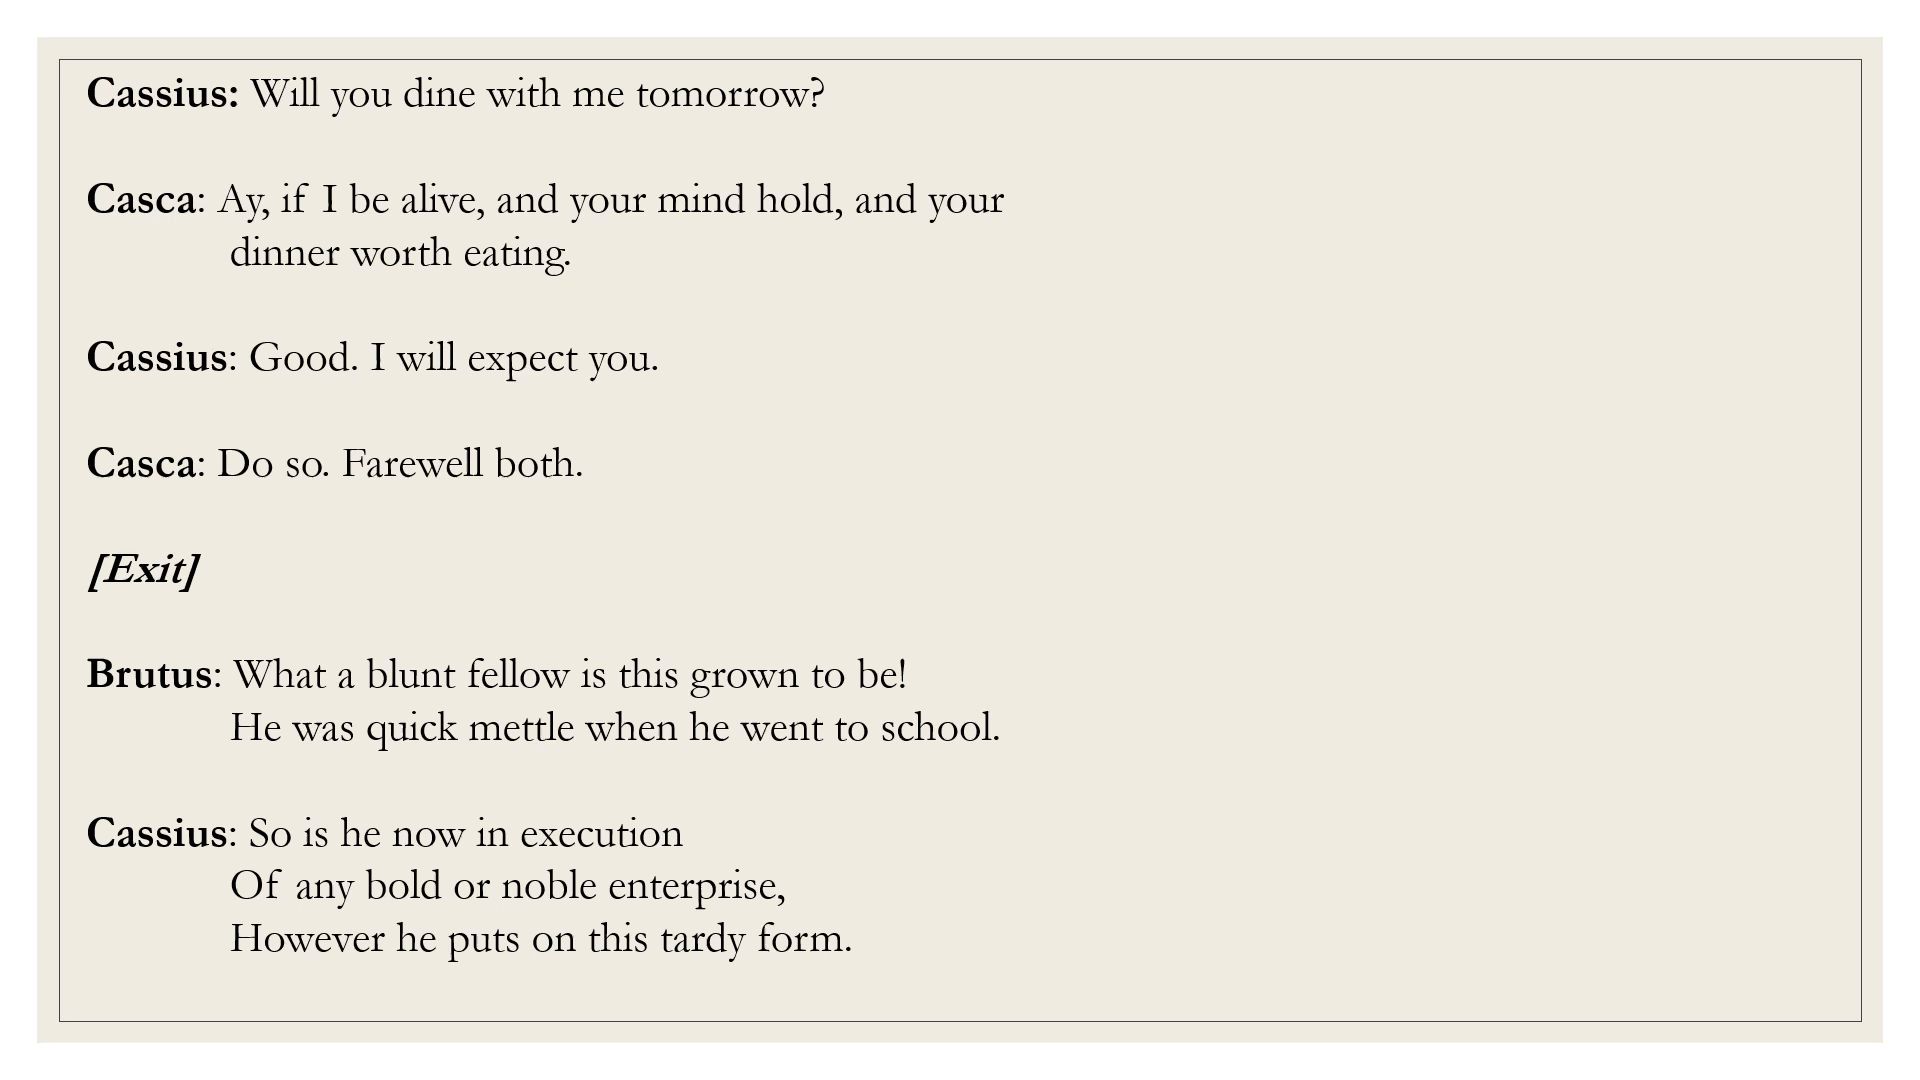 Cassius: Will you dine with me tomorrow?
Casca: Ay, if I be alive, and your mind hold, and your
dinner worth eating.
Cassius: Good. I will expect you.
Casca: Do so. Farewell both.
[Exit]
Brutus: What a blunt fellow is this grown to be!
He was quick mettle when he went to school.
Cassius: So is he now in execution
Of any bold or noble enterprise,
However he puts on this tardy form.